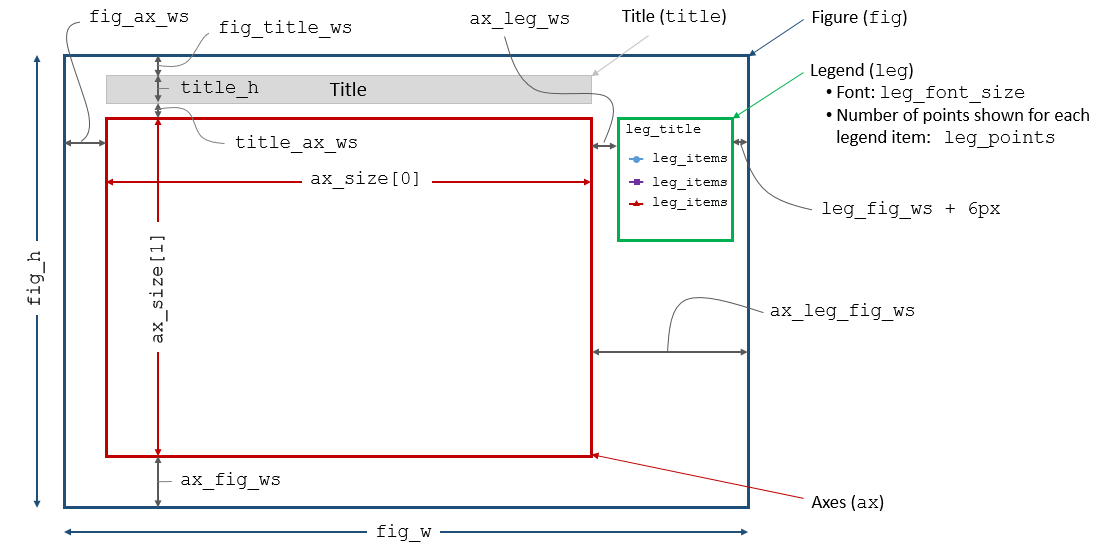 fig_ax_ws
fig_title_ws
ax_leg_ws
Title (title)
Figure (fig)
title_h
Title
Legend (leg)
• Font: leg_font_size
• Number of points shown for each
legend item: leg_points
title_ax_ws
leg_title
leg_items
leg_items
leg_items
ax_size[0]
leg_fig_ws + 6px
fig_h
ax_size[1]
ax_leg_fig_ws
ax_fig_ws
Axes (ax)
fig_w